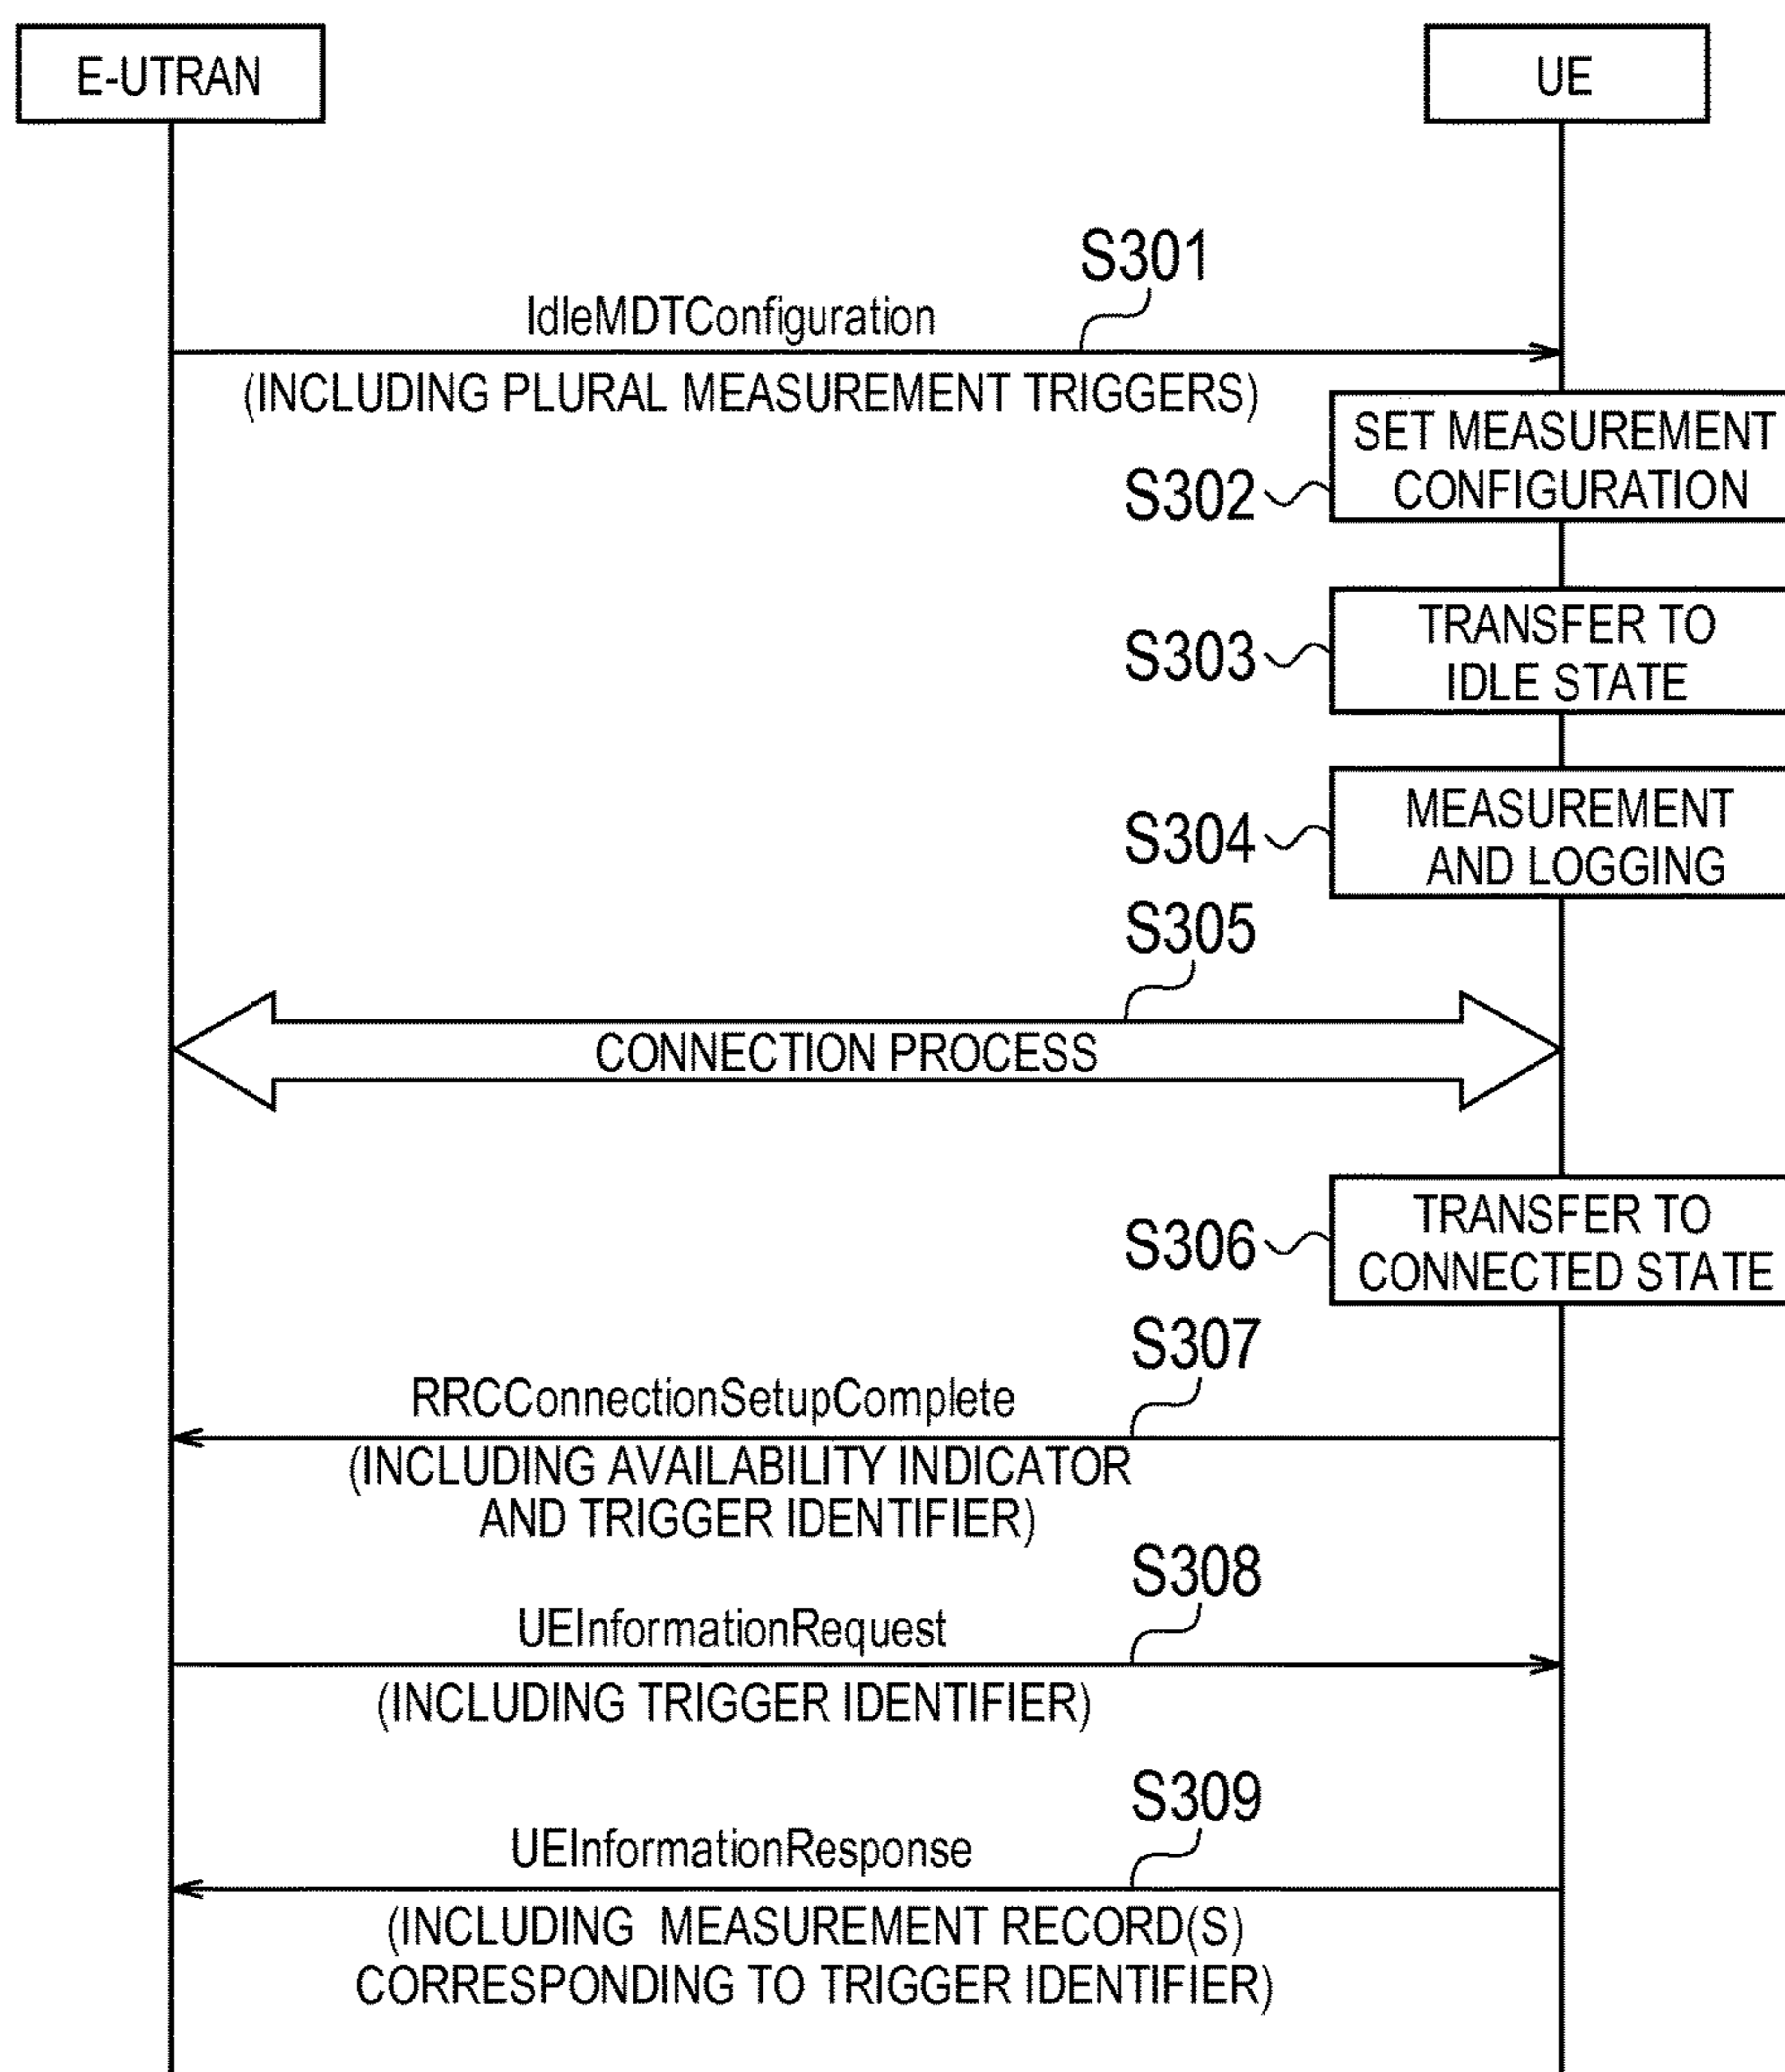 E-UTRAN
UE
S301
IdleMDTConfiguration
(INCLUDING PLURAL MEASUREMENT TRIGGERS)
SET MEASUREMENT
CONFIGURATION
S302
TRANSFER TO
IDLE STATE
S303
MEASUREMENT
AND LOGGING
S304
S305
CONNECTION PROCESS
TRANSFER TO
CONNECTED STATE
S306
S307
RRCConnectionSetupComplete
(INCLUDING AVAILABILITY INDICATOR
AND TRIGGER IDENTIFIER)
S308
UEInformationRequest
(INCLUDING TRIGGER IDENTIFIER)
S309
UEInformationResponse
(INCLUDING MEASUREMENT RECORD(S)
CORRESPONDING TO TRIGGER IDENTIFIER)